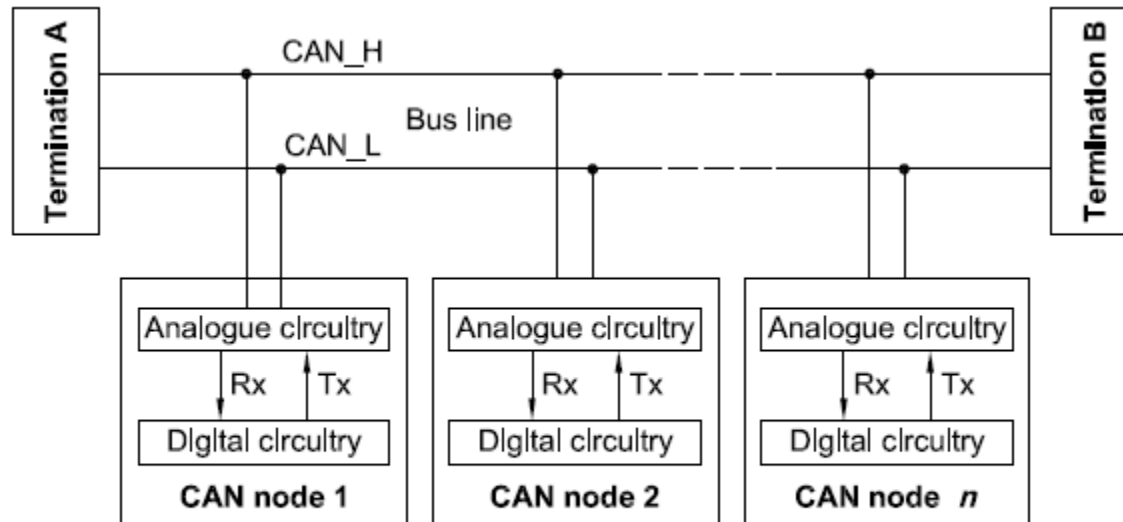 Termination A
CAN_H
Bus line
CAN_L
Termination B
Analogue circuitry
Rx
Tx
Digital circuitry
CAN node 1
Analogue circuitry
Rx
Tx
Digital circuitry
CAN node 2
Analogue circuitry
Rx
Tx
Digital circuitry
CAN node n